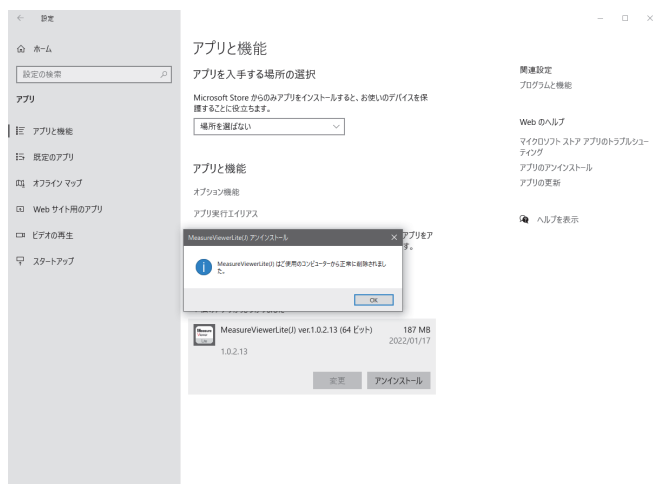 設定
ホーム
設定の検索
アプリ
アプリと機能
既定のアプリ
オフライン マップ
Web サイト用のアプリ
ビデオの再生
スタートアップ
アプリと機能
アプリを入手する場所の選択
Microsoft Store からのみアプリをインストールすると、お使いのデバイスを保
護することに役立ちます。
場所を選ばない
アプリと機能
オプション機能
アプリ実行エイリアス
アプリをア
す。
MeasureViewerLite(J) アンインストール
MeasureViewerLite(J) はご使用のコンピューターから正常に削除されまし
た。
OK
MeasureViewerLite(J) ver.1.0.2.13 (64 ビット)
187 MB
2022/01/17
1.0.2.13
変更
アンインストール
関連設定
プログラムと機能
Web のヘルプ
マイクロソフト ストア アプリのトラブルシュー
ティング
アプリのアンインストール
アプリの更新
ヘルプを表示